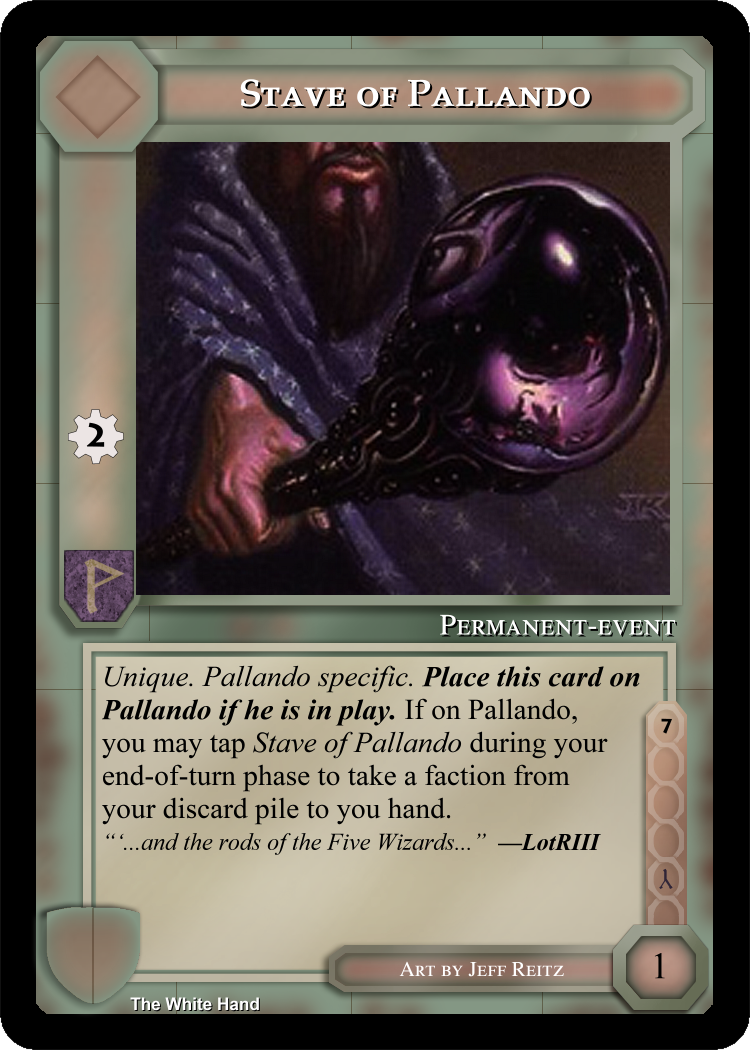 Stave of Pallando
2
JR
Permanent-event
Unique. Pallando specific. Place this card on
Pallando if he is in play. If on Pallando,
you may tap Stave of Pallando during your
end-of-turn phase to take a faction from
your discard pile to you hand.
“‘...and the rods of the Five Wizards...” —LotRIII
7
Art by Jeff Reitz
1
The White Hand